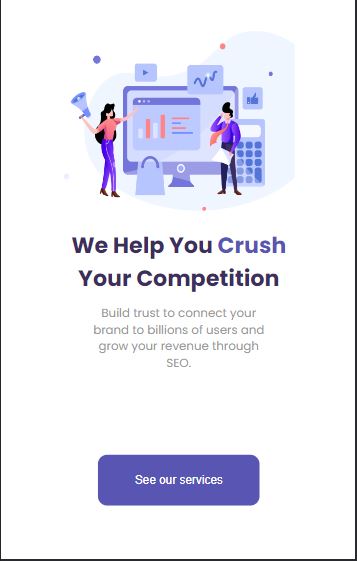 We Help You Crush
Your Competition
Build trust to connect your
brand to billions of users and
grow your revenue through
SEO.
See our services